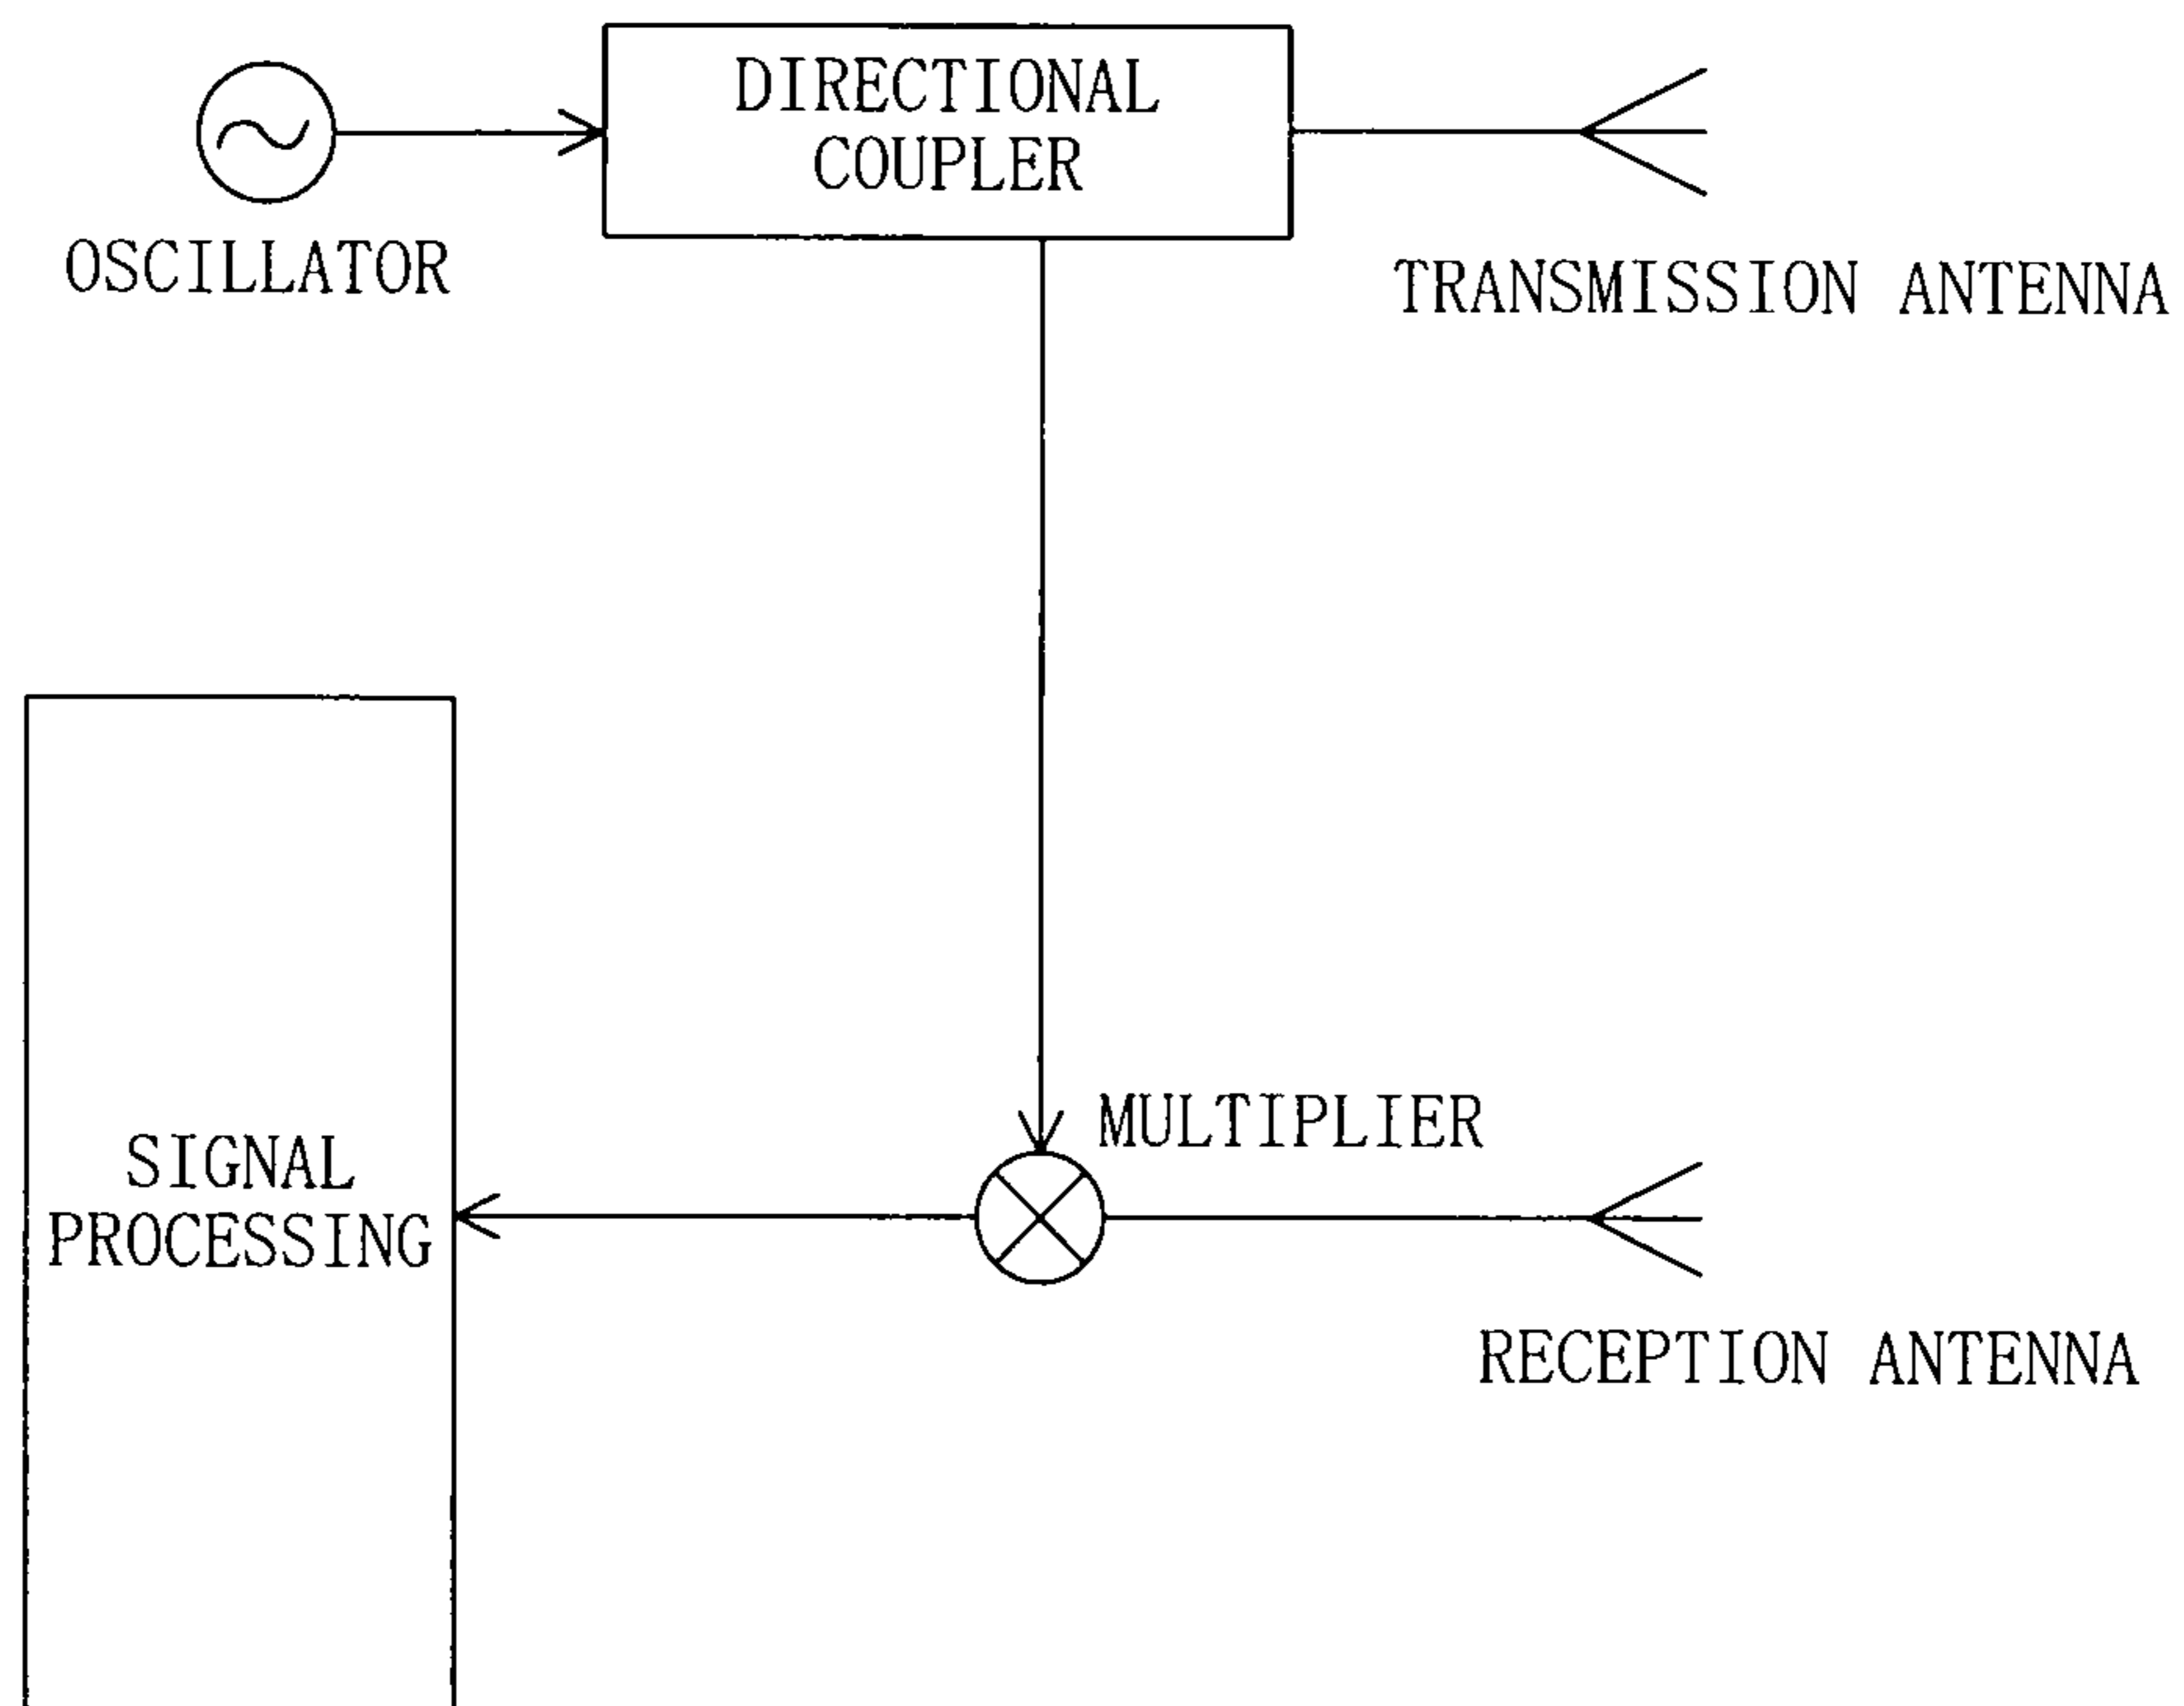 DIRECTIONAL
COUPLER
OSCILLATOR
TRANSMISSION ANTENNA
MULTIPLIER
SIGNAL
PROCESSING
RECEPTION ANTENNA